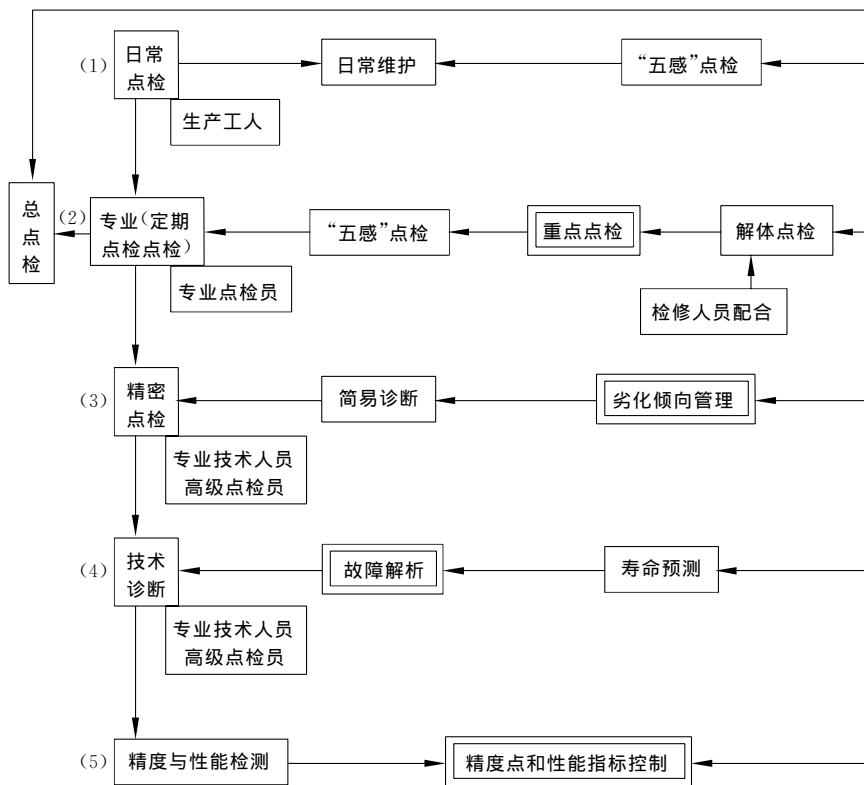 (1)
日常
点检
日常维护
“五感”点检
生产工人
总
点
检
(2)
专业(定期
点检点检)
“五感”点检
重点点检
解体点检
专业点检员
检修人员配合
(3)
精密
点检
简易诊断
劣化倾向管理
专业技术人员
高级点检员
(4)
技术
诊断
故障解析
寿命预测
专业技术人员
高级点检员
(5)
精度与性能检测
精度点和性能指标控制